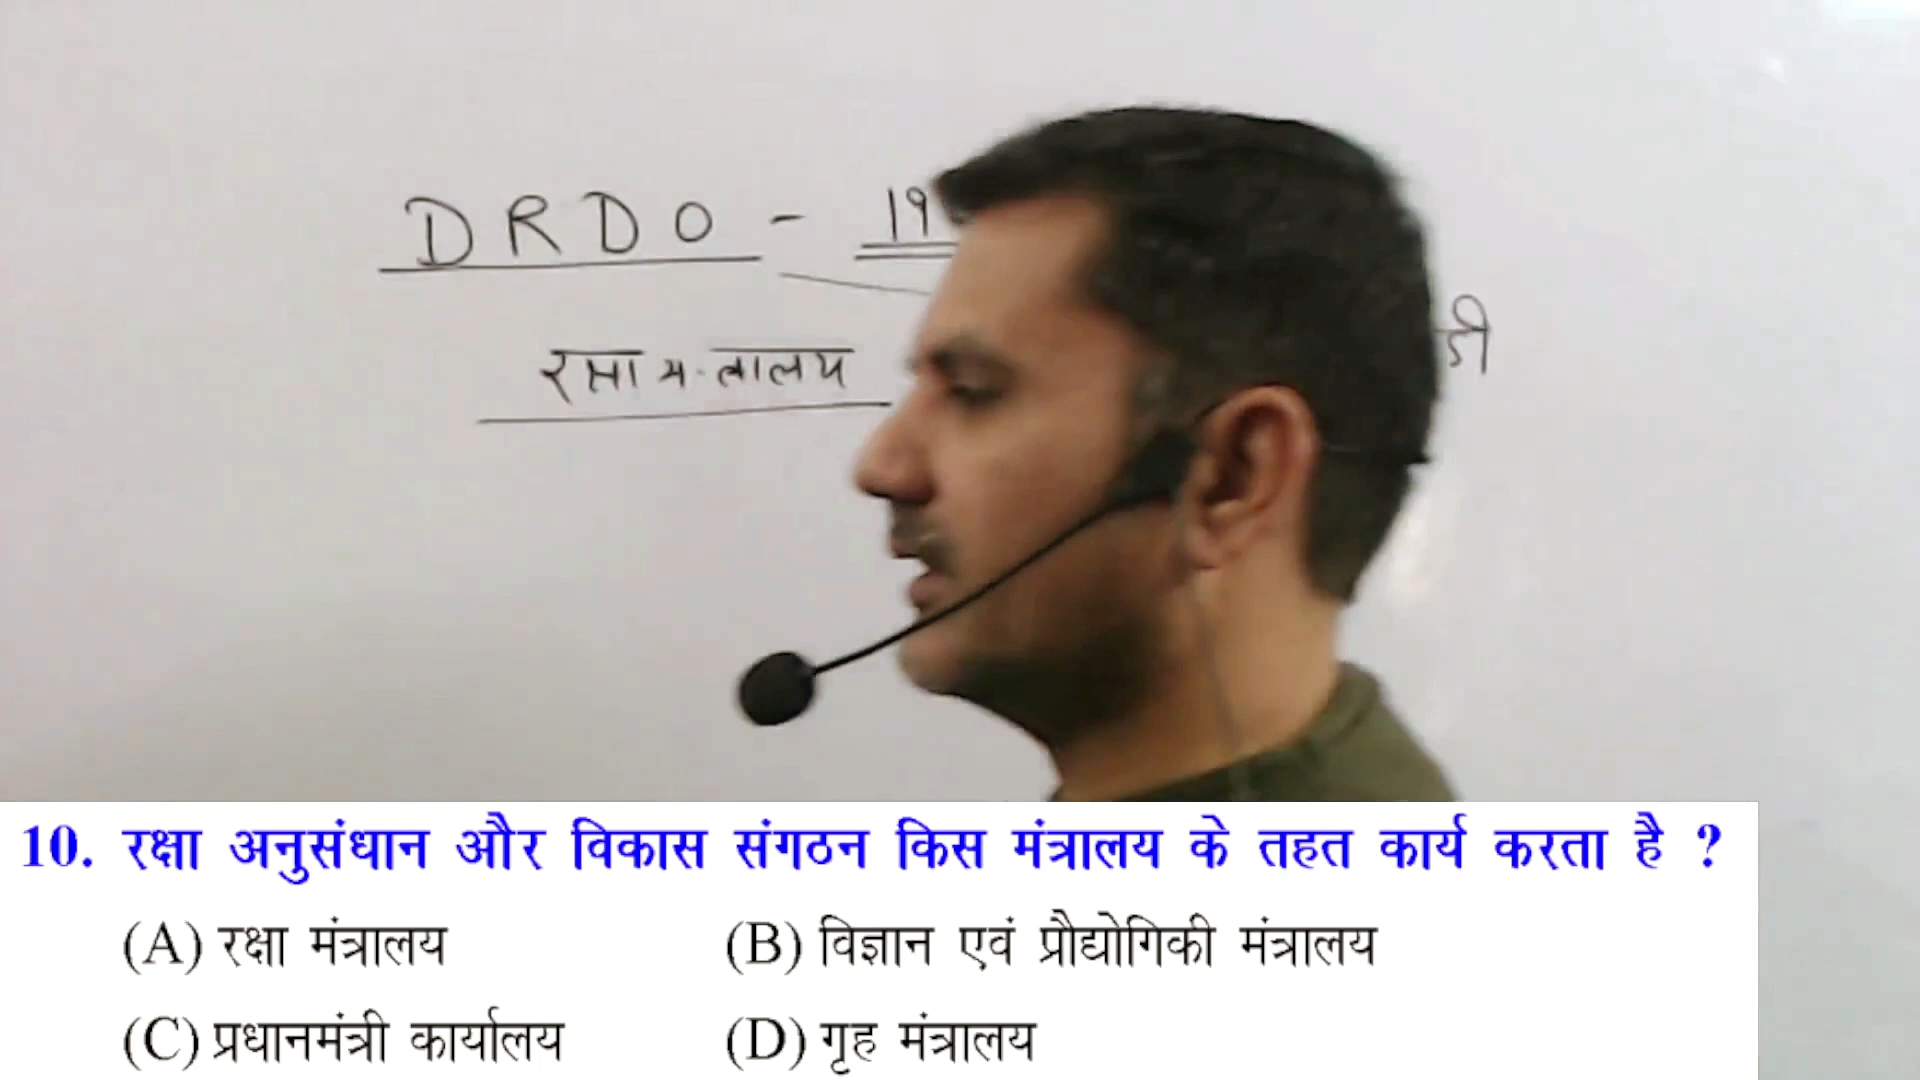 DRDO - 19
रक्षा मंत्रालय
10. रक्षा अनुसंधान और विकास संगठन किस मंत्रालय के तहत कार्य करता है ?
(A) रक्षा मंत्रालय (B) विज्ञान एवं प्रौद्योगिकी मंत्रालय
(C) प्रधानमंत्री कार्यालय (D) गृह मंत्रालय